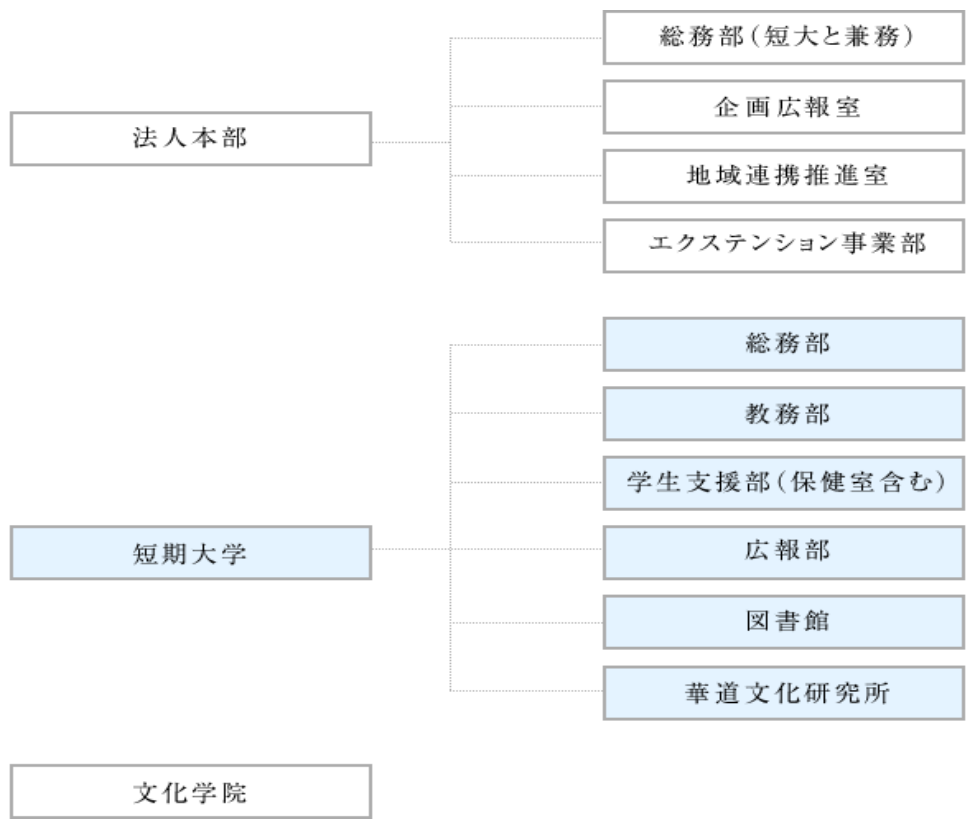 法人本部
総務部（短大と兼務）
企画広報室
地域連携推進室
エクステンション事業部
短期大学
総務部
教務部
学生支援部（保健室含む）
広報部
図書館
華道文化研究所
文化学院